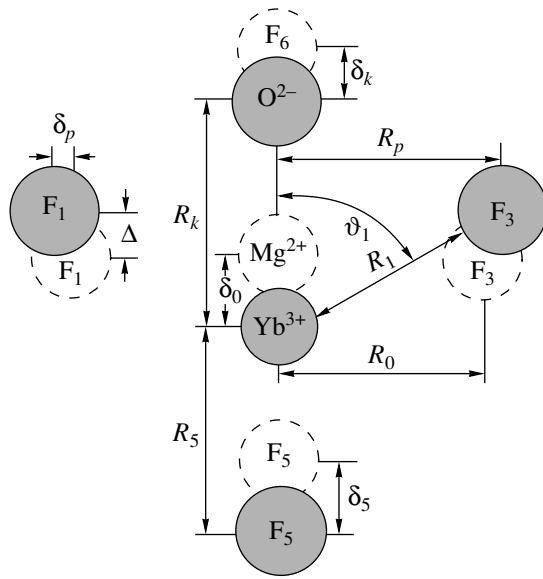 F₆
δₖ
O²⁻
δₚ
Rₚ
F₁
Rₖ
ϑ₁
F₃
Δ
F₁
Mg²⁺
R₁
F₃
δ₀
Yb³⁺
R₀
R₅
F₅
δ₅
F₅